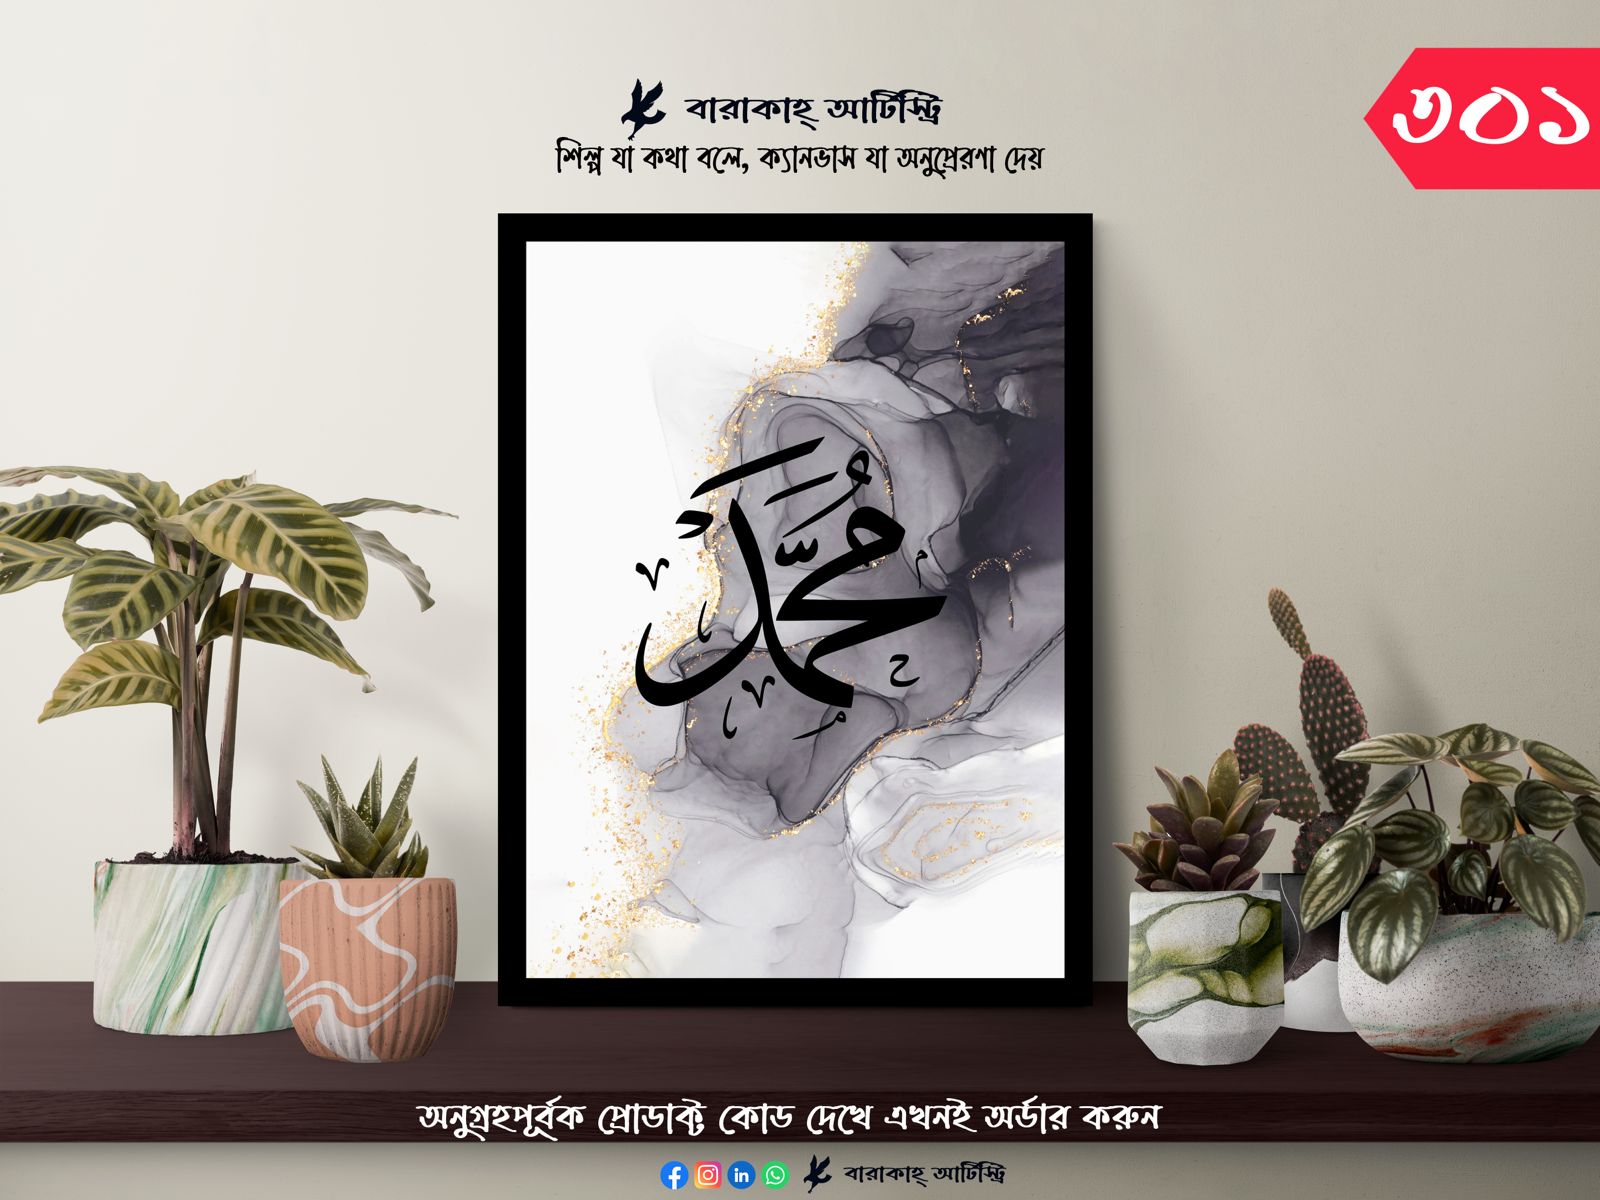 বারাকাহ্ আর্টিস্ট্রি
৩০১
শিল্প যা কথা বলে, ক্যানভাস যা অনুপ্রেরণা দেয়
مُحَمَّد
অনুগ্রহপূর্বক প্রোডাক্ট কোড দেখে এখনই অর্ডার করুন
বারাকাহ্ আর্টিস্ট্রি